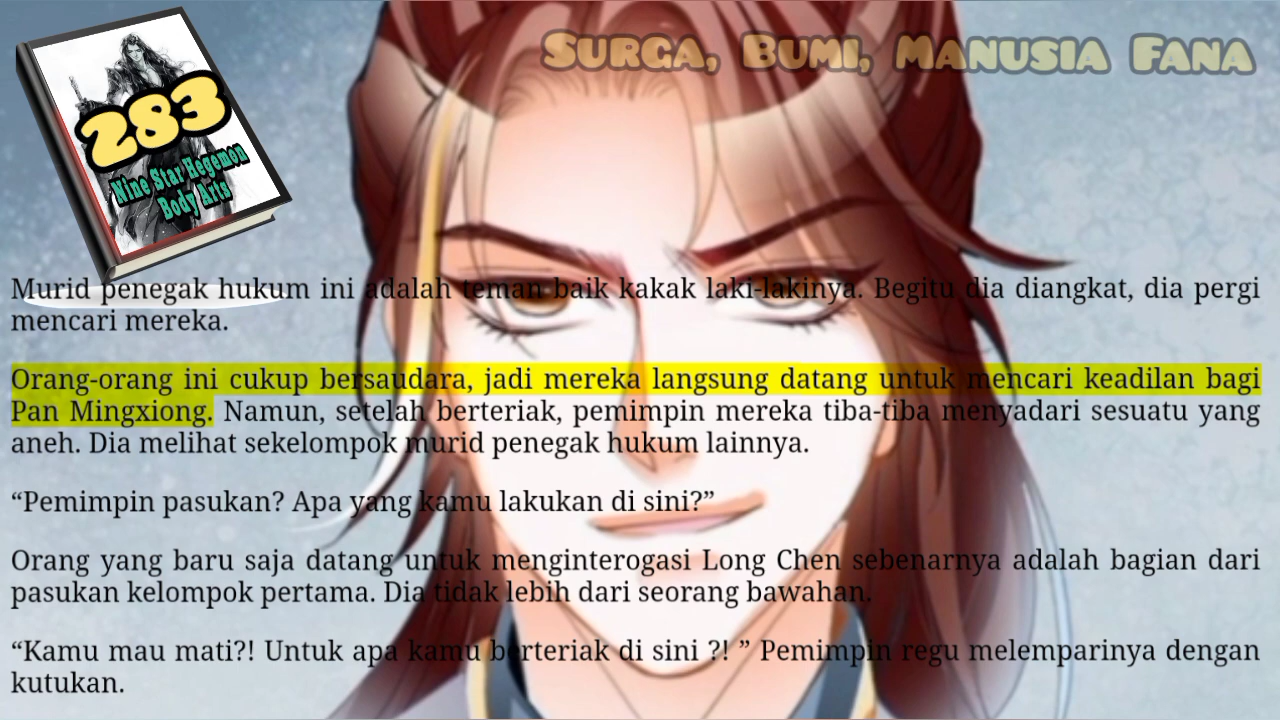 Surga, Bumi, Manusia Fana
283
Nine Star Hegemon
Body Arts
Murid penegak hukum ini adalah teman baik kakak laki-lakinya. Begitu dia diangkat, dia pergi
mencari mereka.
Orang-orang ini cukup bersaudara, jadi mereka langsung datang untuk mencari keadilan bagi
Pan Mingxiong. Namun, setelah berteriak, pemimpin mereka tiba-tiba menyadari sesuatu yang
aneh. Dia melihat sekelompok murid penegak hukum lainnya.
“Pemimpin pasukan? Apa yang kamu lakukan di sini?”
Orang yang baru saja datang untuk menginterogasi Long Chen sebenarnya adalah bagian dari
pasukan kelompok pertama. Dia tidak lebih dari seorang bawahan.
“Kamu mau mati?! Untuk apa kamu berteriak di sini ?! ” Pemimpin regu melemparinya dengan
kutukan.